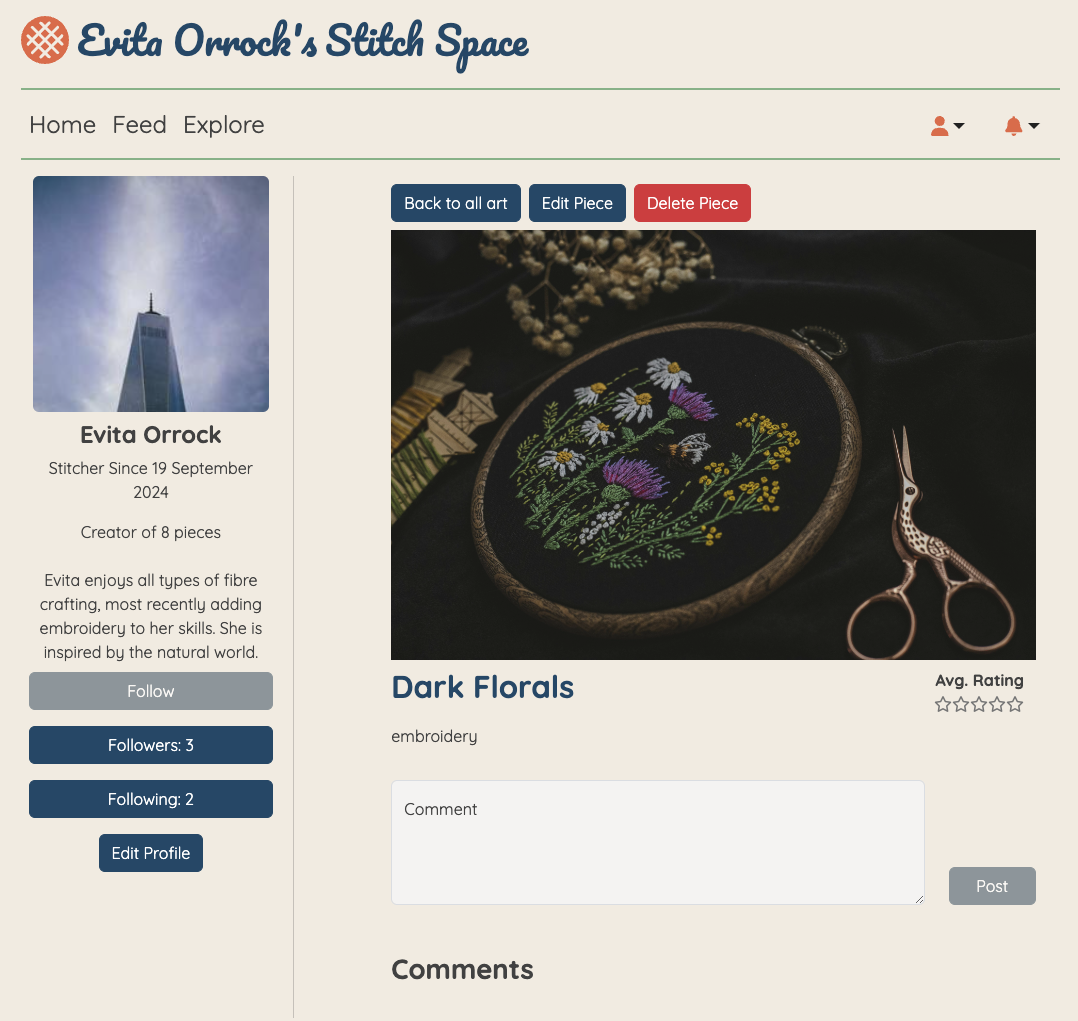 Evita Orrock's Stitch Space
Home Feed Explore
Back to all art Edit Piece Delete Piece
Evita Orrock
Stitcher Since 19 September
2024
Creator of 8 pieces
Evita enjoys all types of fibre
crafting, most recently adding
embroidery to her skills. She is
inspired by the natural world.
Follow
Followers: 3
Following: 2
Edit Profile
Dark Florals
Avg. Rating
embroidery
Comment
Post
Comments